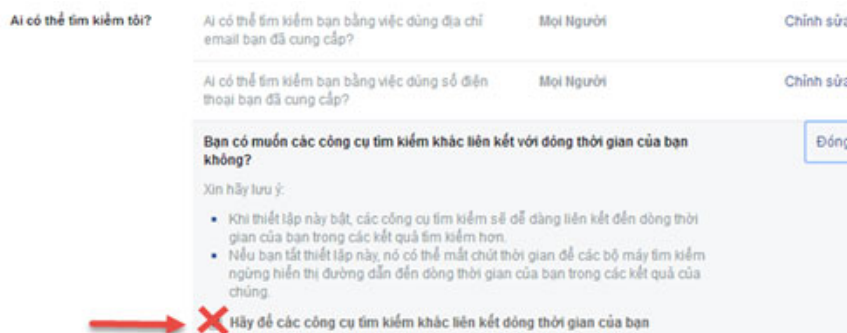 Ai có thể tìm kiếm tôi?
Ai có thể tìm kiếm bạn bằng việc dùng địa chỉ
email bạn đã cung cấp?
Mọi Người
Chỉnh sửa
Ai có thể tìm kiếm bạn bằng việc dùng số điện
thoại bạn đã cung cấp?
Mọi Người
Chỉnh sửa
Bạn có muốn các công cụ tìm kiếm khác liên kết với dòng thời gian của bạn
không?
Đóng
Xin hãy lưu ý:
Khi thiết lập này bật, các công cụ tìm kiếm sẽ dễ dàng liên kết đến dòng thời
gian của bạn trong các kết quả tìm kiếm hơn.
Nếu bạn tắt thiết lập này, nó có thể mất chút thời gian để các bộ máy tìm kiếm
ngừng hiển thị đường dẫn đến dòng thời gian của bạn trong các kết quả của
chúng.
Hãy để các công cụ tìm kiếm khác liên kết dòng thời gian của bạn